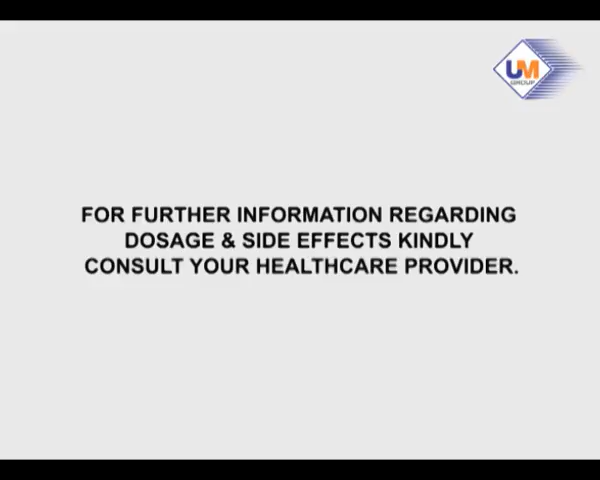 UM
GROUP
FOR FURTHER INFORMATION REGARDING
DOSAGE & SIDE EFFECTS KINDLY
CONSULT YOUR HEALTHCARE PROVIDER.